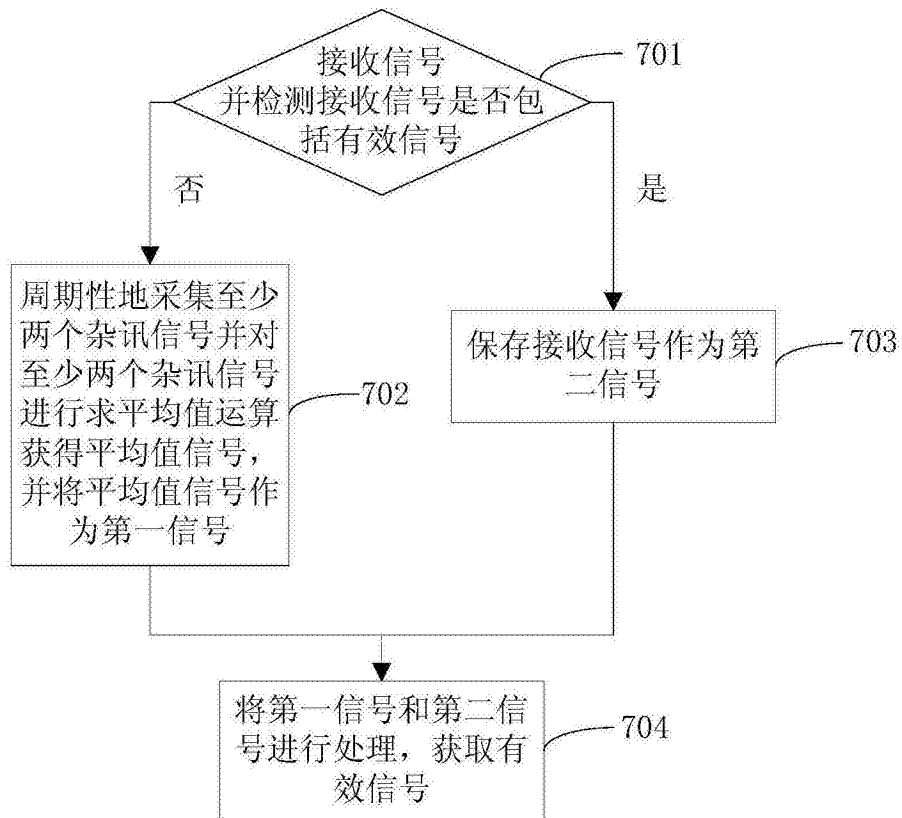 接收信号
并检测接收信号是否包
括有效信号
701
否
是
周期性地采集至少
两个杂讯信号并对
至少两个杂讯信号
进行求平均值运算
获得平均值信号，
并将平均值信号作
为第一信号
702
保存接收信号作为第
二信号
703
将第一信号和第二信
号进行处理，获取有
效信号
704